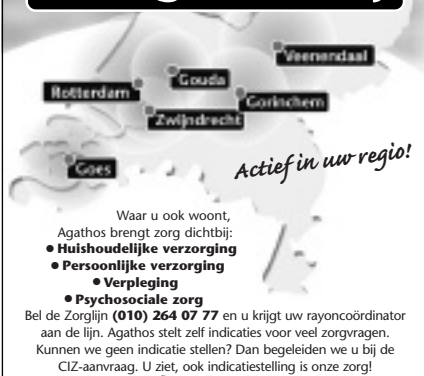 Veenendaal
Gouda
Rotterdam
Gorinchem
Zwijndrecht
Actief in uw regio!
Goes
Waar u ook woont,
Agathos brengt zorg dichtbij:
• Huishoudelijke verzorging
• Persoonlijke verzorging
• Verpleging
• Psychosociale zorg
Bel de Zorglijn (010) 264 07 77 en u krijgt uw rayoncoördinator
aan de lijn. Agathos stelt zelf indicaties voor veel zorgvragen.
Kunnen we geen indicatie stellen? Dan begeleiden we u bij de
CIZ-aanvraag. U ziet, ook indicatiestelling is onze zorg!